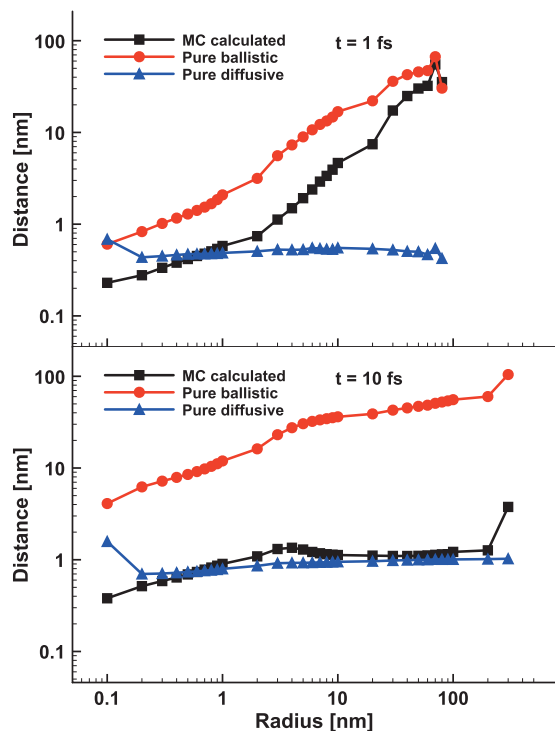 100
10
1
0.1
Distance [nm]
MC calculated
Pure ballistic
Pure diffusive
t = 1 fs
100
10
1
0.1
Distance [nm]
MC calculated
Pure ballistic
Pure diffusive
t = 10 fs
0.1 1 10 100
Radius [nm]